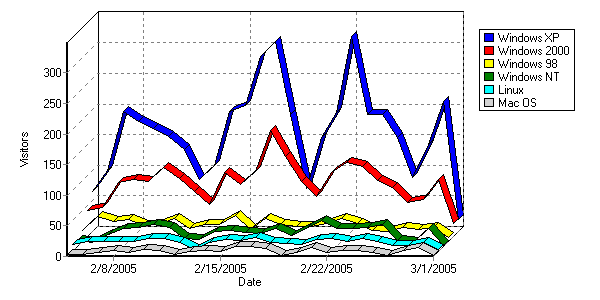 Windows XP
Windows 2000
Windows 98
Windows NT
Linux
Mac OS
Visitors
300
250
200
150
100
50
0
2/8/2005
2/15/2005
2/22/2005
3/1/2005
Date